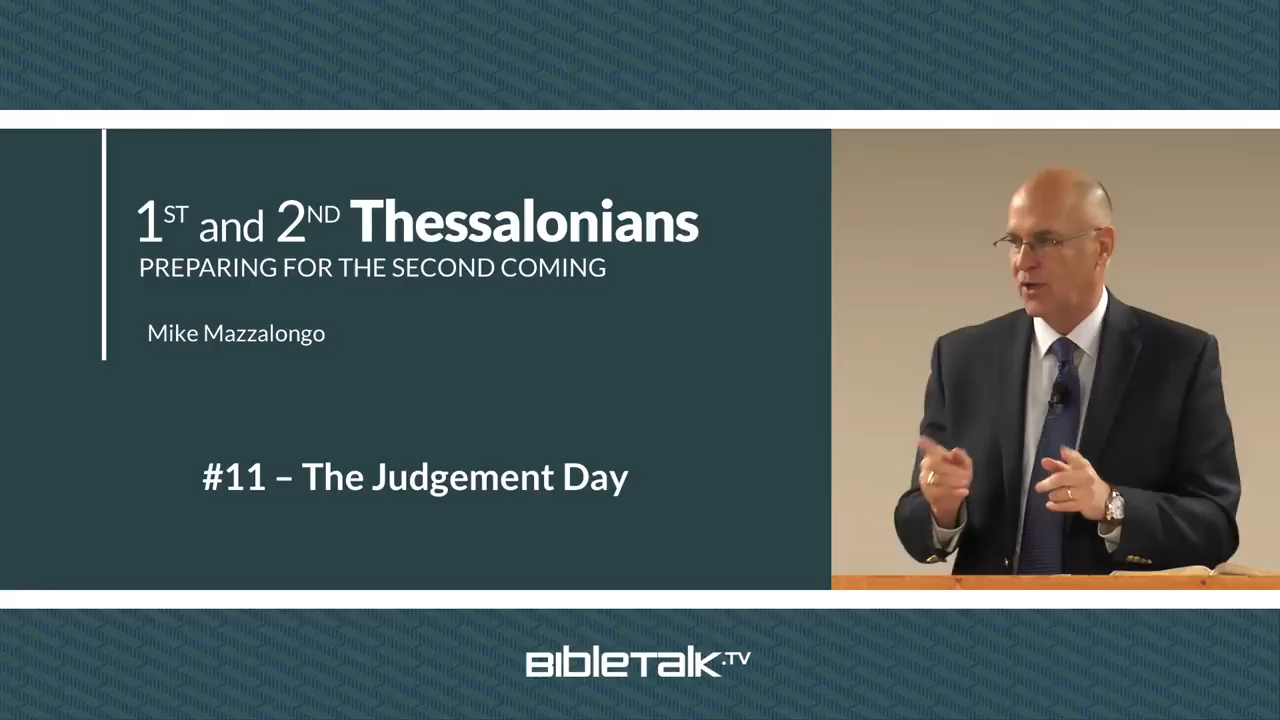 1ST and 2ND Thessalonians
PREPARING FOR THE SECOND COMING
Mike Mazzalongo
#11 – The Judgement Day
BIBLETALK.TV